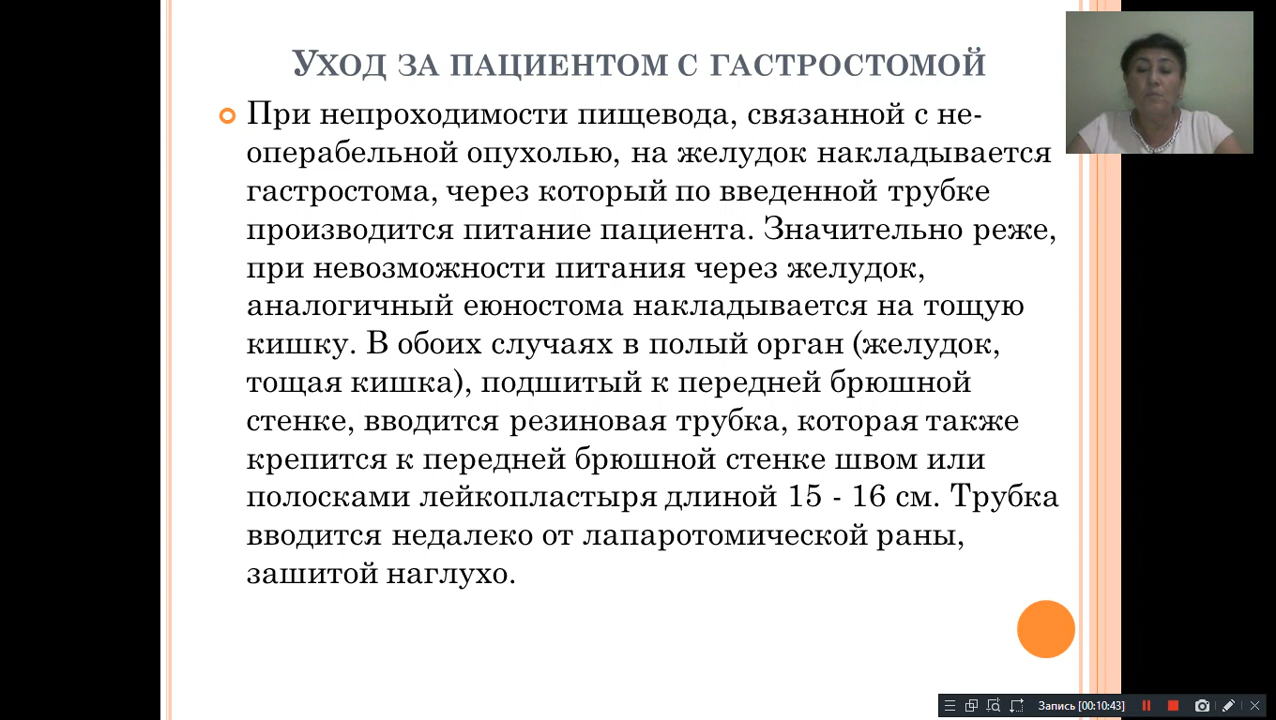 Уход за пациентом с гастростомой
При непроходимости пищевода, связанной с не-
операбельной опухолью, на желудок накладывается
гастростома, через который по введенной трубке
производится питание пациента. Значительно реже,
при невозможности питания через желудок,
аналогичный еюностома накладывается на тощую
кишку. В обоих случаях в полый орган (желудок,
тощая кишка), подшитый к передней брюшной
стенке, вводится резиновая трубка, которая также
крепится к передней брюшной стенке швом или
полосками лейкопластыря длиной 15 - 16 см. Трубка
вводится недалеко от лапаротомической раны,
зашитой наглухо.
Запись [00:10:43]